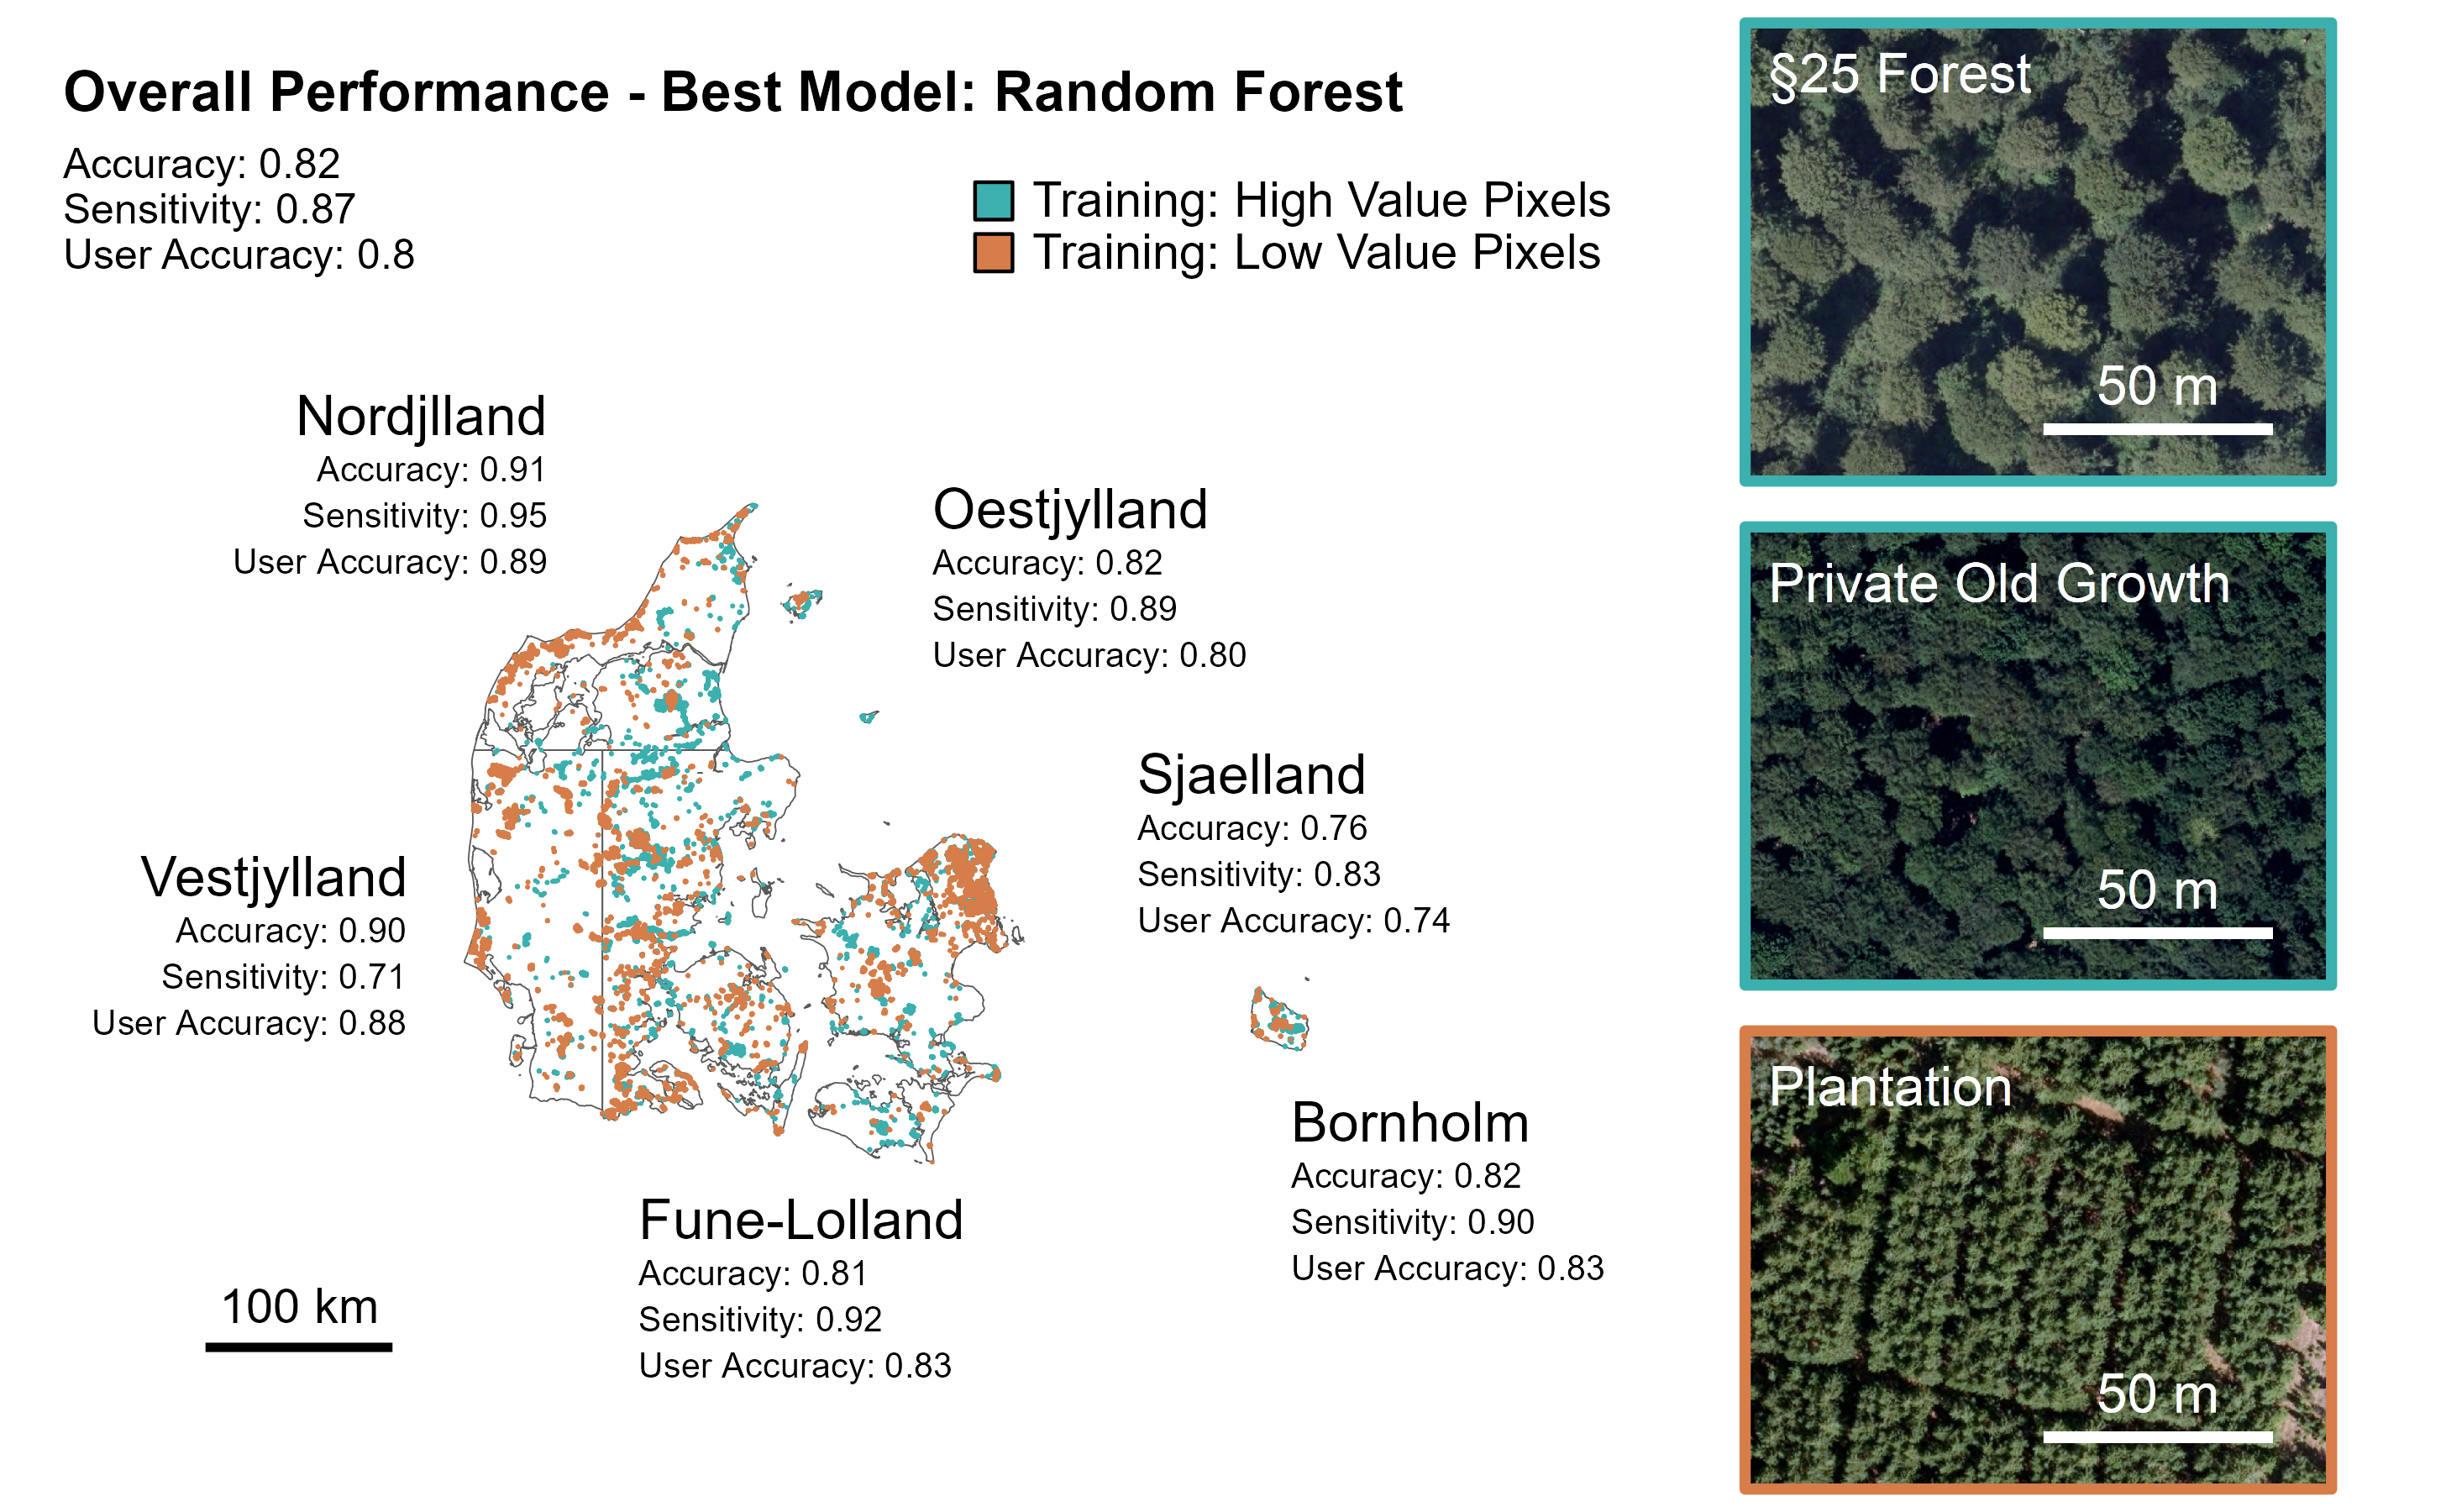 Overall Performance - Best Model: Random Forest
Accuracy: 0.82
Sensitivity: 0.87
User Accuracy: 0.8
Training: High Value Pixels
Training: Low Value Pixels
Nordjlland
Accuracy: 0.91
Sensitivity: 0.95
User Accuracy: 0.89
Oestjylland
Accuracy: 0.82
Sensitivity: 0.89
User Accuracy: 0.80
Sjaelland
Accuracy: 0.76
Sensitivity: 0.83
User Accuracy: 0.74
Vestjylland
Accuracy: 0.90
Sensitivity: 0.71
User Accuracy: 0.88
Bornholm
Accuracy: 0.82
Sensitivity: 0.90
User Accuracy: 0.83
Fune-Lolland
Accuracy: 0.81
Sensitivity: 0.92
User Accuracy: 0.83
100 km
§25 Forest
50 m
Private Old Growth
50 m
Plantation
50 m